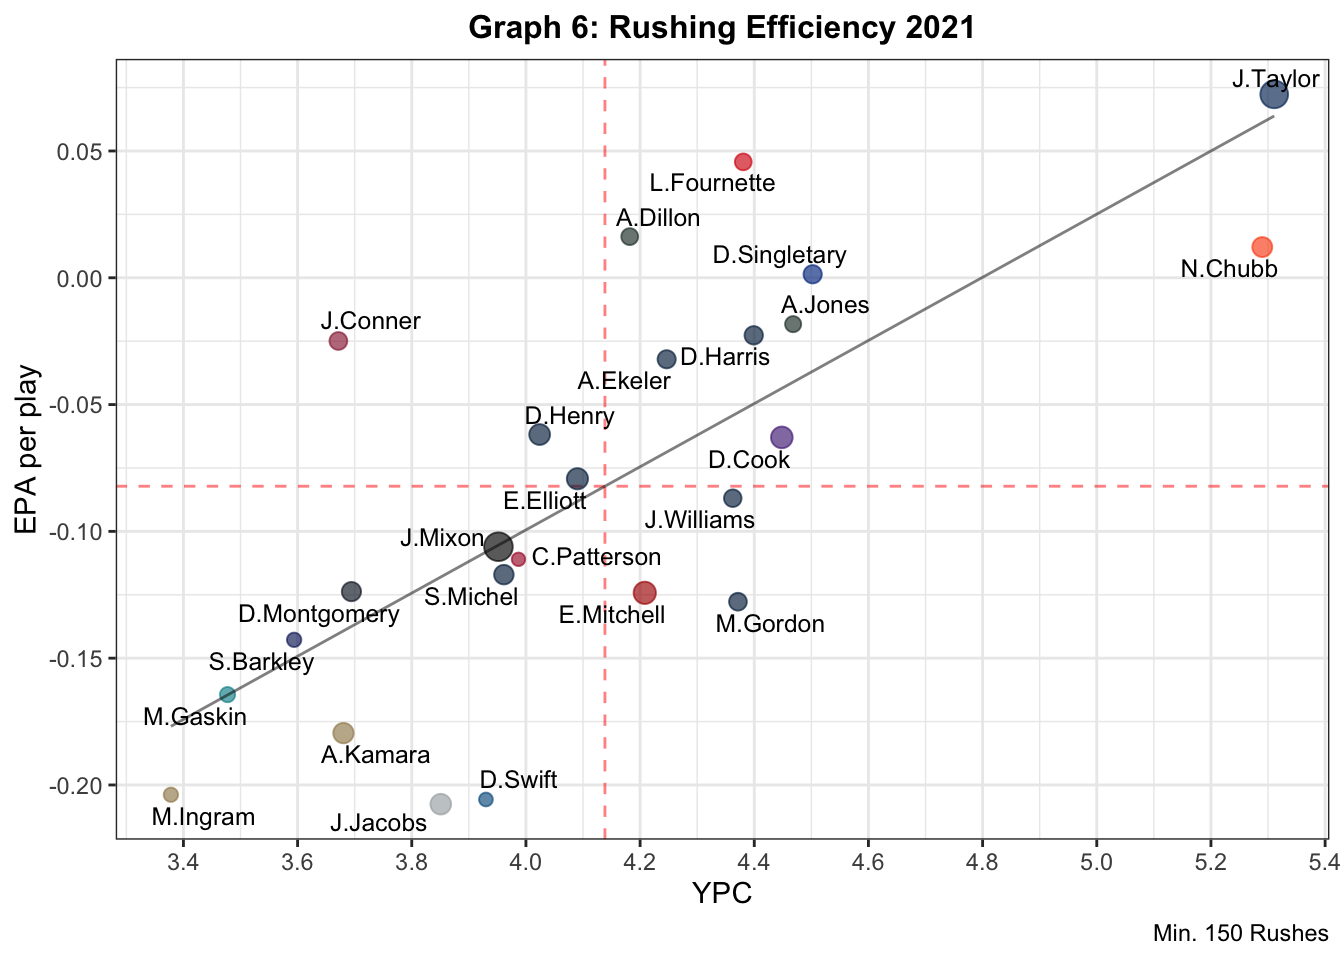 Graph 6: Rushing Efficiency 2021
J.Taylor
0.05
L.Fournette
A.Dillon
D.Singletary
N.Chubb
0.00
A.Jones
J.Conner
D.Harris
A.Ekeler
-0.05
D.Henry
D.Cook
E.Elliott
J.Williams
-0.10
J.Mixon
C.Patterson
S.Michel
D.Montgomery
E.Mitchell
M.Gordon
-0.15
S.Barkley
M.Gaskin
A.Kamara
D.Swift
-0.20
M.Ingram
J.Jacobs
EPA per play
3.4 3.6 3.8 4.0 4.2 4.4 4.6 4.8 5.0 5.2 5.4
YPC
Min. 150 Rushes